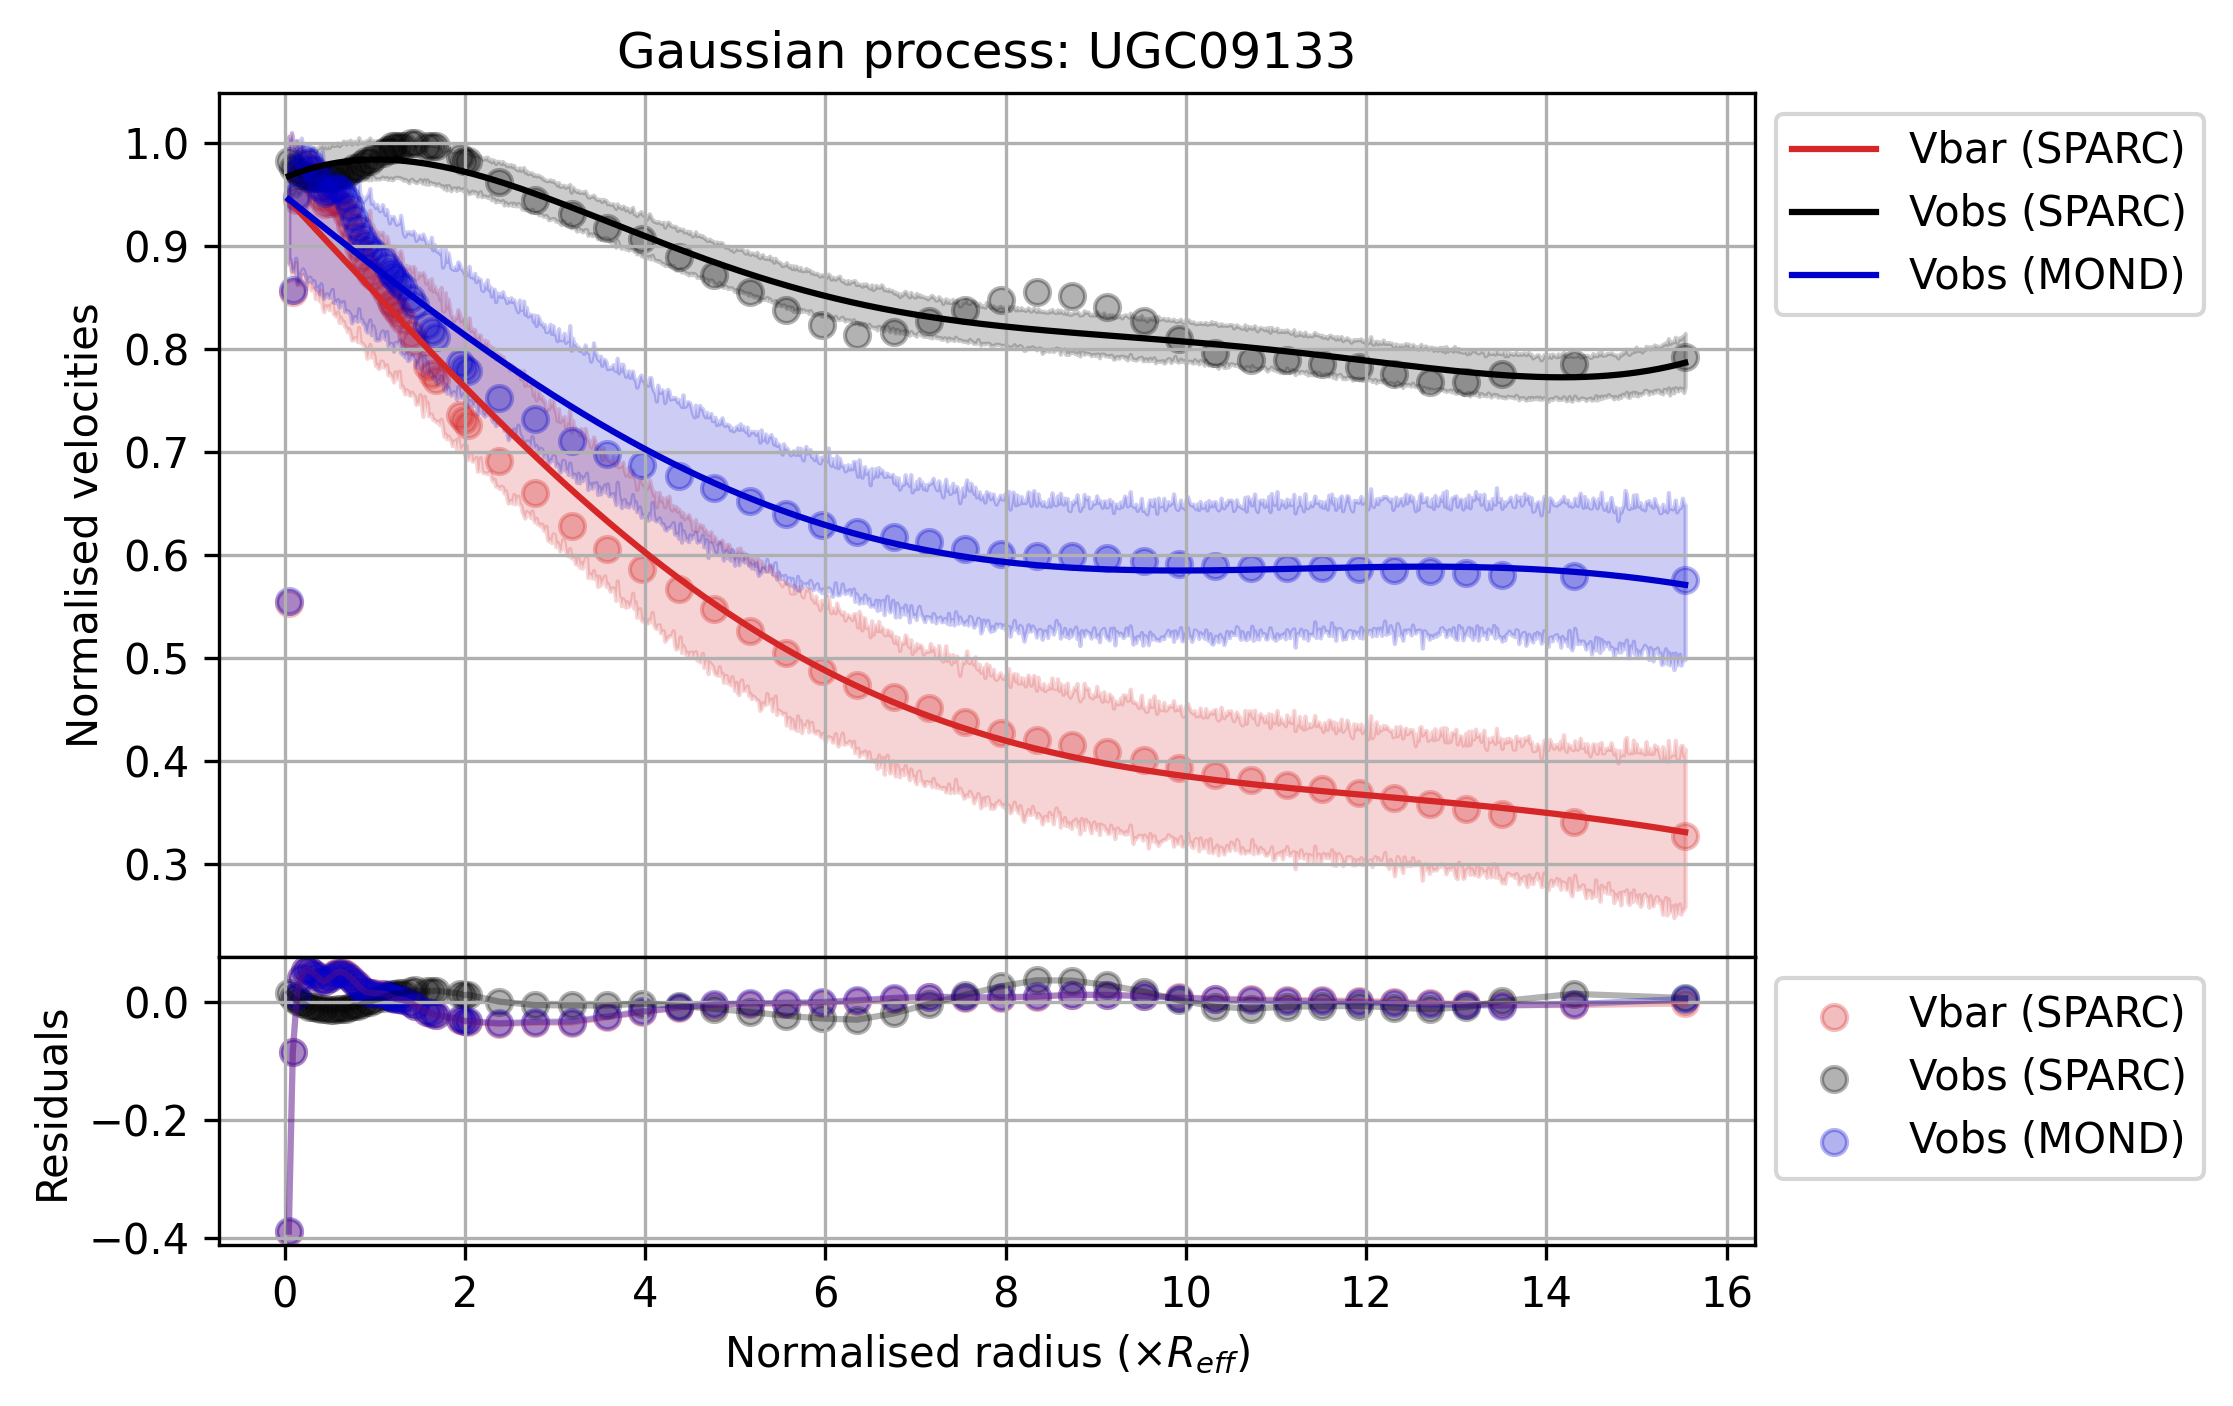 Gaussian process: UGC09133
Normalised velocities
1.0
0.9
0.8
0.7
0.6
0.5
0.4
0.3
Vbar (SPARC)
Vobs (SPARC)
Vobs (MOND)
Residuals
0.0
−0.2
−0.4
Vbar (SPARC)
Vobs (SPARC)
Vobs (MOND)
0 2 4 6 8 10 12 14 16
Normalised radius (×R_eff)